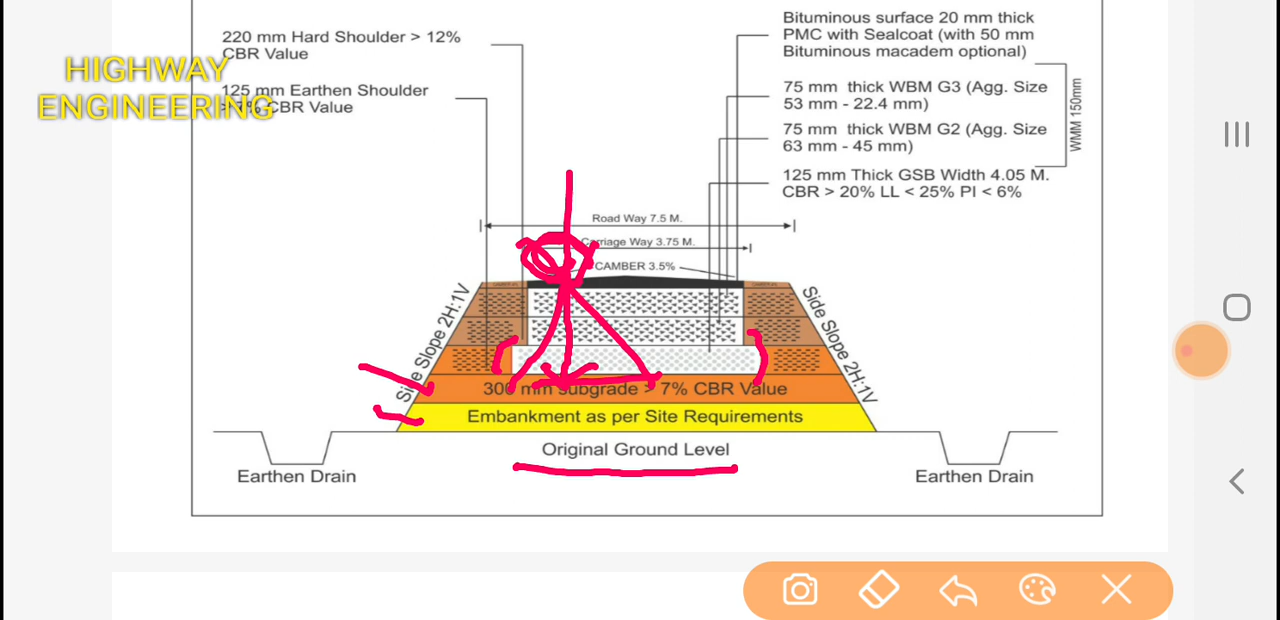 220 mm Hard Shoulder > 12%
CBR Value
HIGHWAY
ENGINEERING
125 mm Earthen Shoulder
CBR Value
Bituminous surface 20 mm thick
PMC with Sealcoat (with 50 mm
Bituminous macadem optional)
75 mm thick WBM G3 (Agg. Size
53 mm - 22.4 mm)
75 mm thick WBM G2 (Agg. Size
63 mm - 45 mm)
WMM 150mm
125 mm Thick GSB Width 4.05 M.
CBR > 20% LL < 25% PI < 6%
Road Way 7.5 M.
Carriage Way 3.75 M.
CAMBER 3.5%
Side Slope 2H:1V
Side Slope 2H:1V
300 mm subgrade > 7% CBR Value
Embankment as per Site Requirements
Original Ground Level
Earthen Drain
Earthen Drain